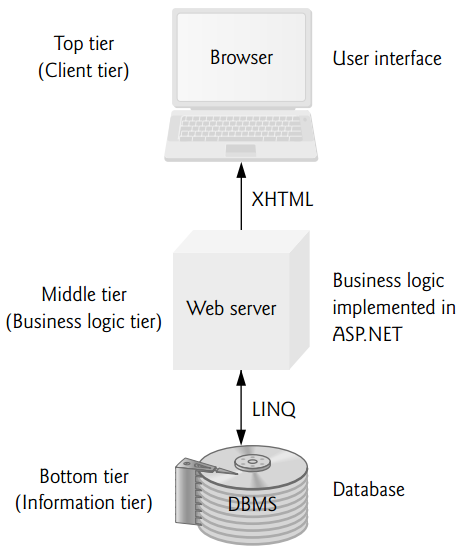 Top tier
(Client tier)
Browser
User interface
XHTML
Middle tier
(Business logic tier)
Web server
Business logic
implemented in
ASP.NET
LINQ
Bottom tier
(Information tier)
DBMS
Database